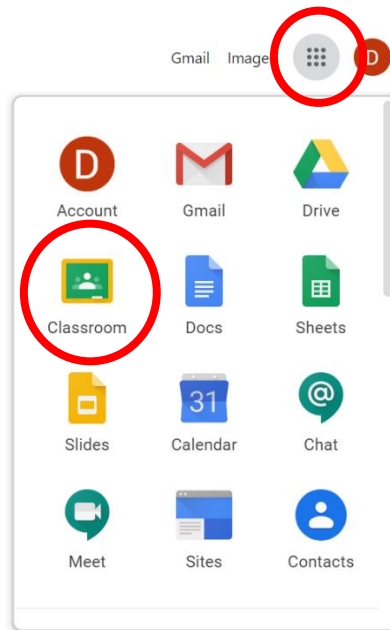 Gmail Image D
D
Account Gmail Drive
Classroom Docs Sheets
31 @
Slides Calendar Chat
Meet Sites Contacts